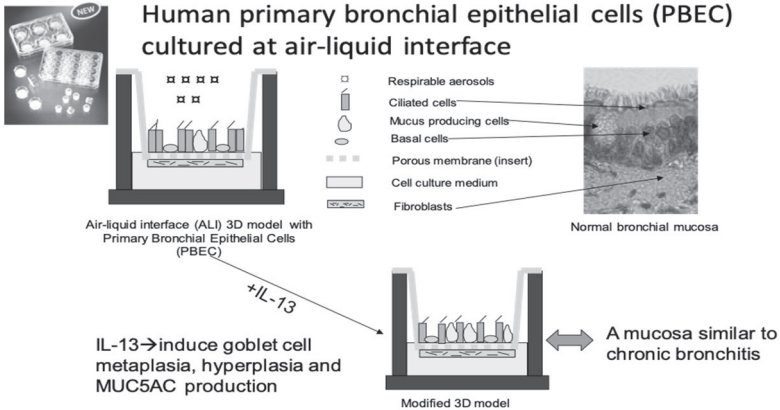 Human primary bronchial epithelial cells (PBEC)
cultured at air-liquid interface
NEW
Respirable aerosols
Ciliated cells
Mucus producing cells
Basal cells
Porous membrane (insert)
Cell culture medium
Fibroblasts
Normal bronchial mucosa
Air-liquid interface (ALI) 3D model with
Primary Bronchial Epithelial Cells
(PBEC)
+IL-13
IL-13→induce goblet cell
metaplasia, hyperplasia and
MUC5AC production
A mucosa similar to
chronic bronchitis
Modified 3D model